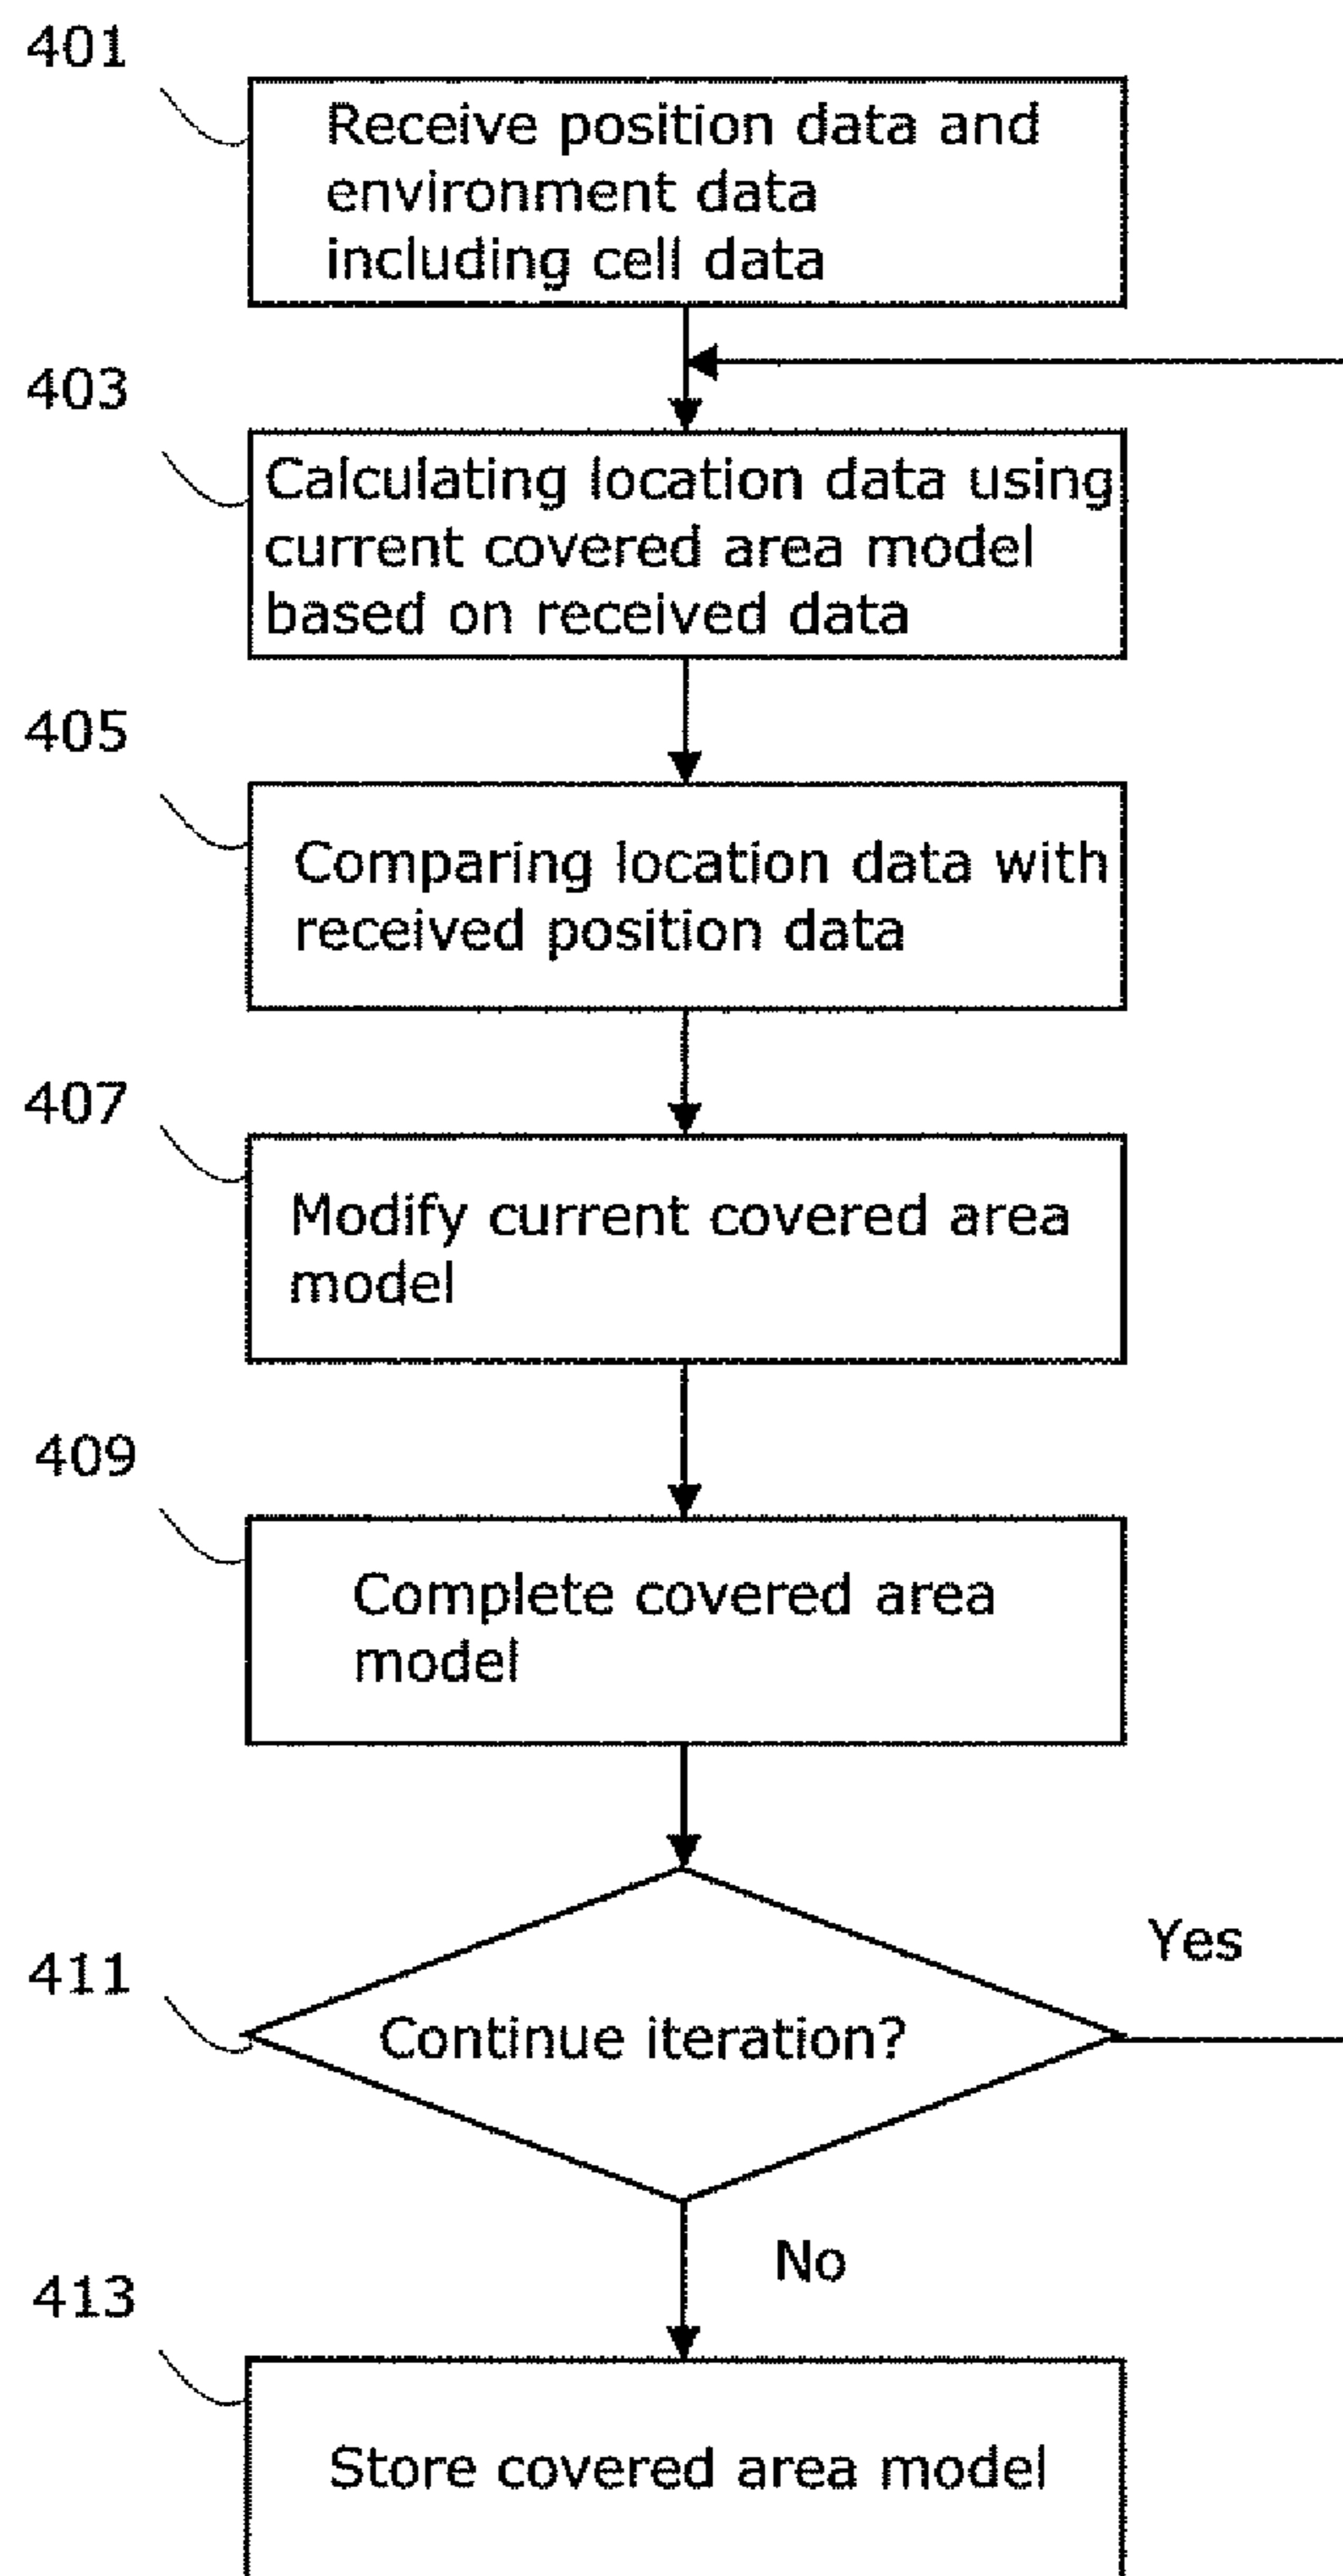 401
Receive position data and
environment data
including cell data
403
Calculating location data using
current covered area model
based on received data
405
Comparing location data with
received position data
407
Modify current covered area
model
409
Complete covered area
model
411
Continue iteration?
Yes
No
413
Store covered area model